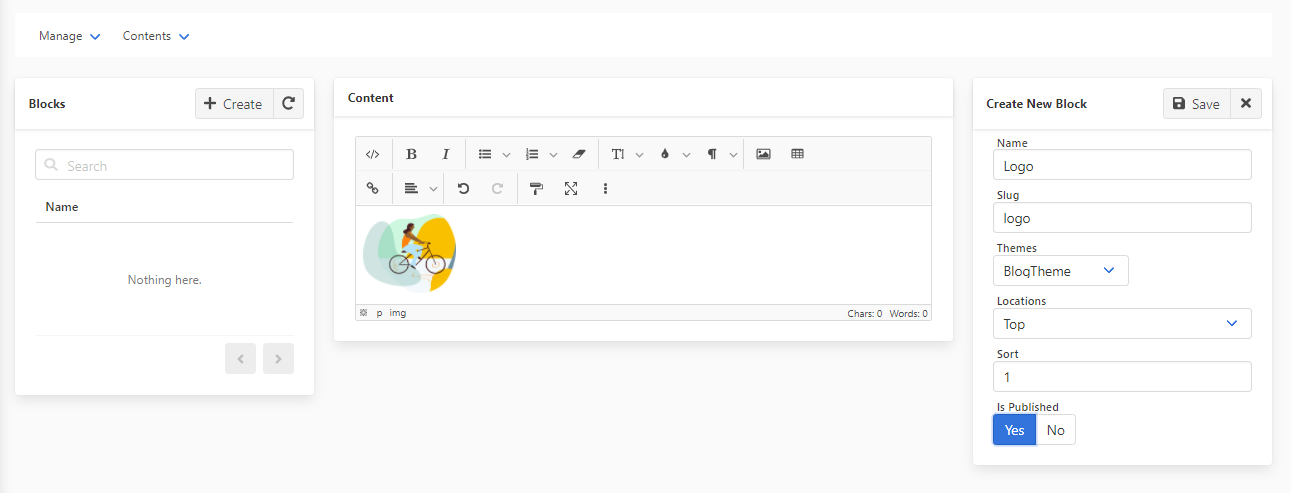 Manage Contents
Blocks
Create
Search
Name
Nothing here.
Content
B I
Chars: 0 Words: 0
p img
Create New Block
Save
Name
Logo
Slug
logo
Themes
BlogTheme
Locations
Top
Sort
1
Is Published
Yes No